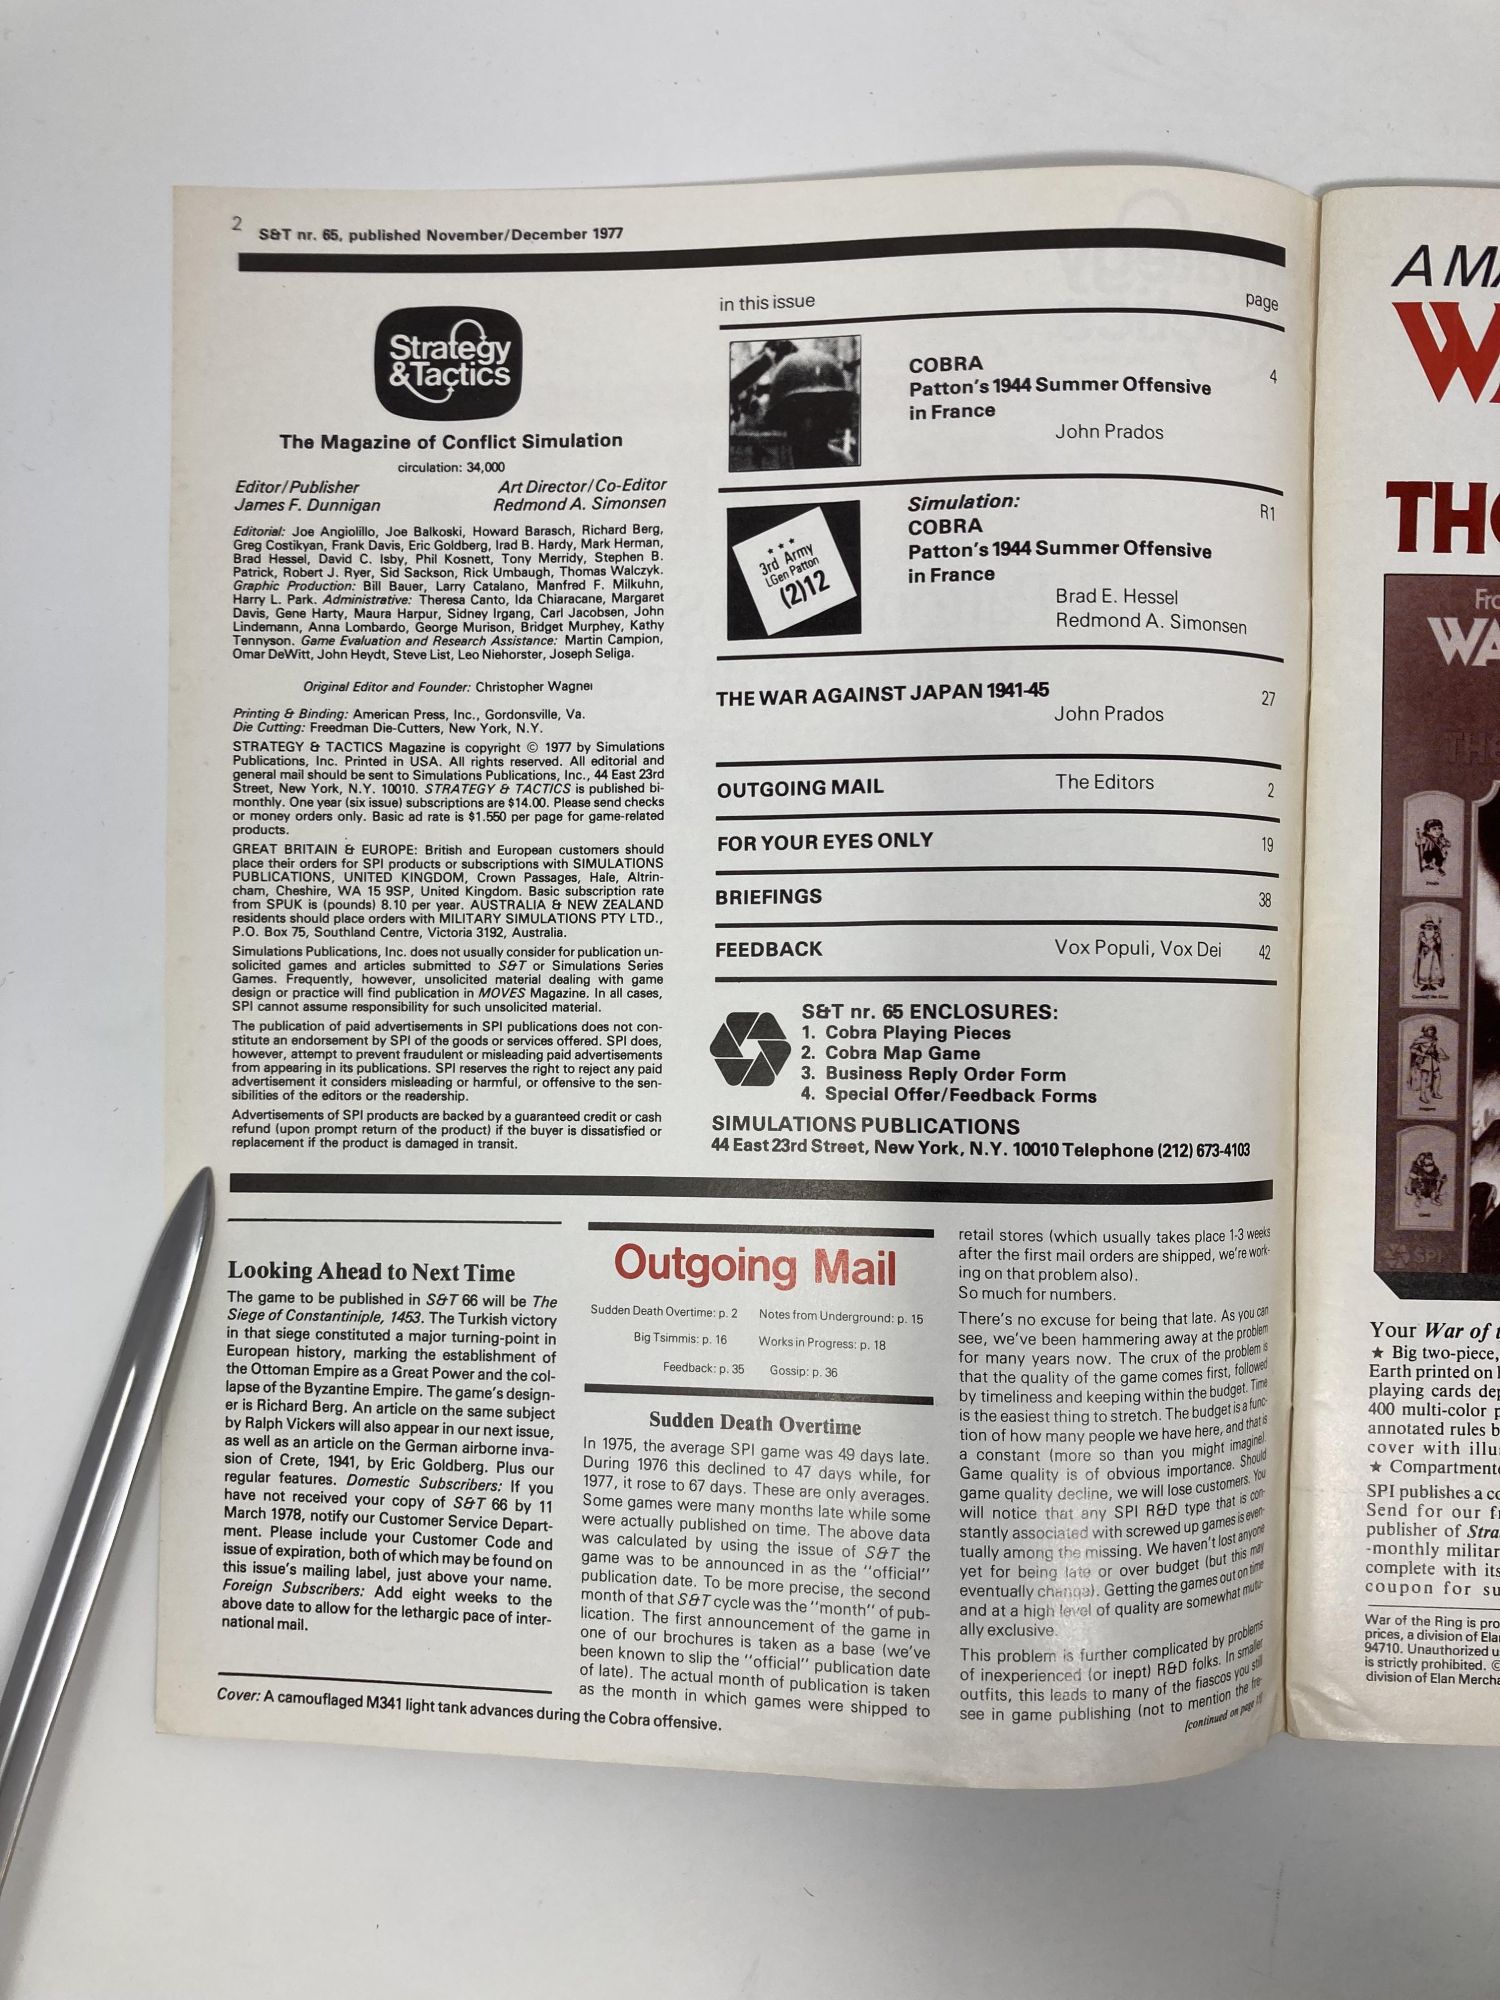 2
S&T nr. 65, published November/December 1977
Strategy
&Tactics
The Magazine of Conflict Simulation
circulation: 34,000
Editor/Publisher
James F. Dunnigan
Art Director/Co-Editor
Redmond A. Simonsen
Editorial: Joe Angiolillo, Joe Balkoski, Howard Barasch, Richard Berg,
Greg Costikyan, Frank Davis, Eric Goldberg, Irad B. Hardy, Mark Herman,
Brad Hessel, David C. Isby, Phil Kosnett, Tony Merridy, Stephen B.
Patrick, Robert J. Ryer, Sid Sackson, Rick Umbaugh, Thomas Walczyk.
Graphic Production: Bill Bauer, Larry Catalano, Manfred F. Milkuhn,
Harry L. Park. Administrative: Theresa Canto, Ida Chiaracane, Margaret
Davis, Gene Harty, Maura Harpur, Sidney Irgang, Carl Jacobsen, John
Lindemann, Anna Lombardo, George Murison, Bridget Murphey, Kathy
Tennyson. Game Evaluation and Research Assistance: Martin Campion,
Omar DeWitt, John Heydt, Steve List, Leo Niehorster, Joseph Seliga.
Original Editor and Founder: Christopher Wagner
Printing & Binding: American Press, Inc., Gordonsville, Va.
Die Cutting: Freedman Die-Cutters, New York, N.Y.
STRATEGY & TACTICS Magazine is copyright © 1977 by Simulations
Publications, Inc. Printed in USA. All rights reserved. All editorial and
general mail should be sent to Simulations Publications, Inc., 44 East 23rd
Street, New York, N.Y. 10010. STRATEGY & TACTICS is published bi-
monthly. One year (six issue) subscriptions are $14.00. Please send checks
or money orders only. Basic ad rate is $1.550 per page for game-related
products.
GREAT BRITAIN & EUROPE: British and European customers should
place their orders for SPI products or subscriptions with SIMULATIONS
PUBLICATIONS, UNITED KINGDOM, Crown Passages, Hale, Altrin-
cham, Cheshire, WA 15 9SP, United Kingdom. Basic subscription rate
from SPUK is (pounds) 8.10 per year. AUSTRALIA & NEW ZEALAND
residents should place orders with MILITARY SIMULATIONS PTY LTD.,
P.O. Box 75, Southland Centre, Victoria 3192, Australia.
Simulations Publications, Inc. does not usually consider for publication un-
solicited games and articles submitted to S&T or Simulations Series
Games. Frequently, however, unsolicited material dealing with game
design or practice will find publication in MOVES Magazine. In all cases,
SPI cannot assume responsibility for such unsolicited material.
The publication of paid advertisements in SPI publications does not con-
stitute an endorsement by SPI of the goods or services offered. SPI does,
however, attempt to prevent fraudulent or misleading paid advertisements
from appearing in its publications. SPI reserves the right to reject any paid
advertisement it considers misleading or harmful, or offensive to the sen-
sibilities of the editors or the readership.
Advertisements of SPI products are backed by a guaranteed credit or cash
refund (upon prompt return of the product) if the buyer is dissatisfied or
replacement if the product is damaged in transit.
in this issue page
COBRA
Patton's 1944 Summer Offensive
in France
John Prados
4
3rd Army
LGen Patton
(2)12
Simulation:
COBRA
Patton's 1944 Summer Offensive
in France
Brad E. Hessel
Redmond A. Simonsen
R1
THE WAR AGAINST JAPAN 1941-45
John Prados
27
OUTGOING MAIL The Editors 2
FOR YOUR EYES ONLY 19
BRIEFINGS 38
FEEDBACK Vox Populi, Vox Dei 42
S&T nr. 65 ENCLOSURES:
1. Cobra Playing Pieces
2. Cobra Map Game
3. Business Reply Order Form
4. Special Offer/Feedback Forms
SIMULATIONS PUBLICATIONS
44 East 23rd Street, New York, N.Y. 10010 Telephone (212) 673-4103
Looking Ahead to Next Time
The game to be published in S&T 66 will be The
Siege of Constantiniple, 1453. The Turkish victory
in that siege constituted a major turning-point in
European history, marking the establishment of
the Ottoman Empire as a Great Power and the col-
lapse of the Byzantine Empire. The game's design-
er is Richard Berg. An article on the same subject
by Ralph Vickers will also appear in our next issue,
as well as an article on the German airborne inva-
sion of Crete, 1941, by Eric Goldberg. Plus our
regular features. Domestic Subscribers: If you
have not received your copy of S&T 66 by 11
March 1978, notify our Customer Service Depart-
ment. Please include your Customer Code and
issue of expiration, both of which may be found on
this issue's mailing label, just above your name.
Foreign Subscribers: Add eight weeks to the
above date to allow for the lethargic pace of inter-
national mail.
Cover: A camouflaged M341 light tank advances during the Cobra offensive.
Outgoing Mail
Sudden Death Overtime: p. 2 Notes from Underground: p. 15
Big Tsimmis: p. 16 Works in Progress: p. 18
Feedback: p. 35 Gossip: p. 36
Sudden Death Overtime
In 1975, the average SPI game was 49 days late.
During 1976 this declined to 47 days while, for
1977, it rose to 67 days. These are only averages.
Some games were many months late while some
were actually published on time. The above data
was calculated by using the issue of S&T the
game was to be announced in as the "official"
publication date. To be more precise, the second
month of that S&T cycle was the "month" of pub-
lication. The first announcement of the game in
one of our brochures is taken as a base (we've
been known to slip the "official" publication date
of late). The actual month of publication is taken
as the month in which games were shipped to
retail stores (which usually takes place 1-3 weeks
after the first mail orders are shipped, we're work-
ing on that problem also).
So much for numbers.
There's no excuse for being that late. As you can
see, we've been hammering away at the problem
for many years now. The crux of the problem is
that the quality of the game comes first, followed
by timeliness and keeping within the budget. Time
is the easiest thing to stretch. The budget is a func-
tion of how many people we have here, and that is
a constant (more so than you might imagine).
Game quality is of obvious importance. Should
game quality decline, we will lose customers. You
will notice that any SPI R&D type that is con-
stantly associated with screwed up games is even-
tually among the missing. We haven't lost anyone
yet for being late or over budget (but this may
eventually change). Getting the games out on time
and at a high level of quality are somewhat mutu-
ally exclusive.
This problem is further complicated by problems
of inexperienced (or inept) R&D folks. In smaller
outfits, this leads to many of the fiascos you still
see in game publishing (not to mention the fre-
[continued on page
A MA
WA
THE
Fro
WA
SPI
Your War of t
★ Big two-piece,
Earth printed on h
playing cards dep
400 multi-color p
annotated rules b
cover with illus
★ Compartmente
SPI publishes a co
Send for our fr
publisher of Stra
-monthly militar
complete with its
coupon for su
War of the Ring is pro
prices, a division of Ela
94710. Unauthorized u
is strictly prohibited. ©
division of Elan Mercha